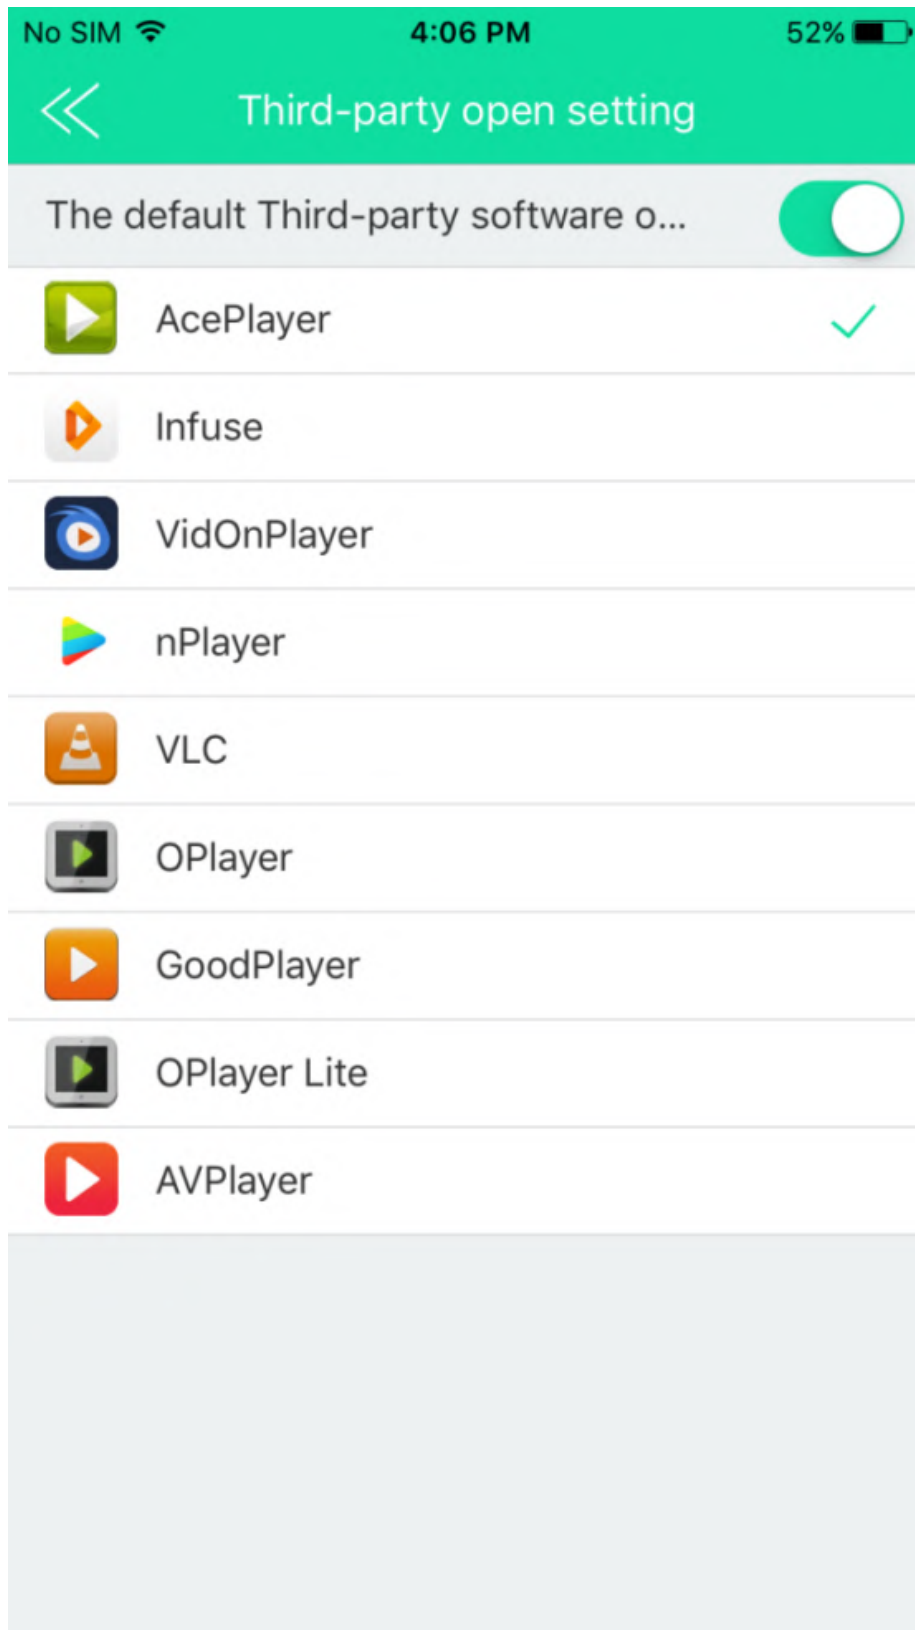 No SIM 4:06 PM 52%
Third-party open setting
The default Third-party software o...
AcePlayer
Infuse
VidOnPlayer
nPlayer
VLC
OPlayer
GoodPlayer
OPlayer Lite
AVPlayer